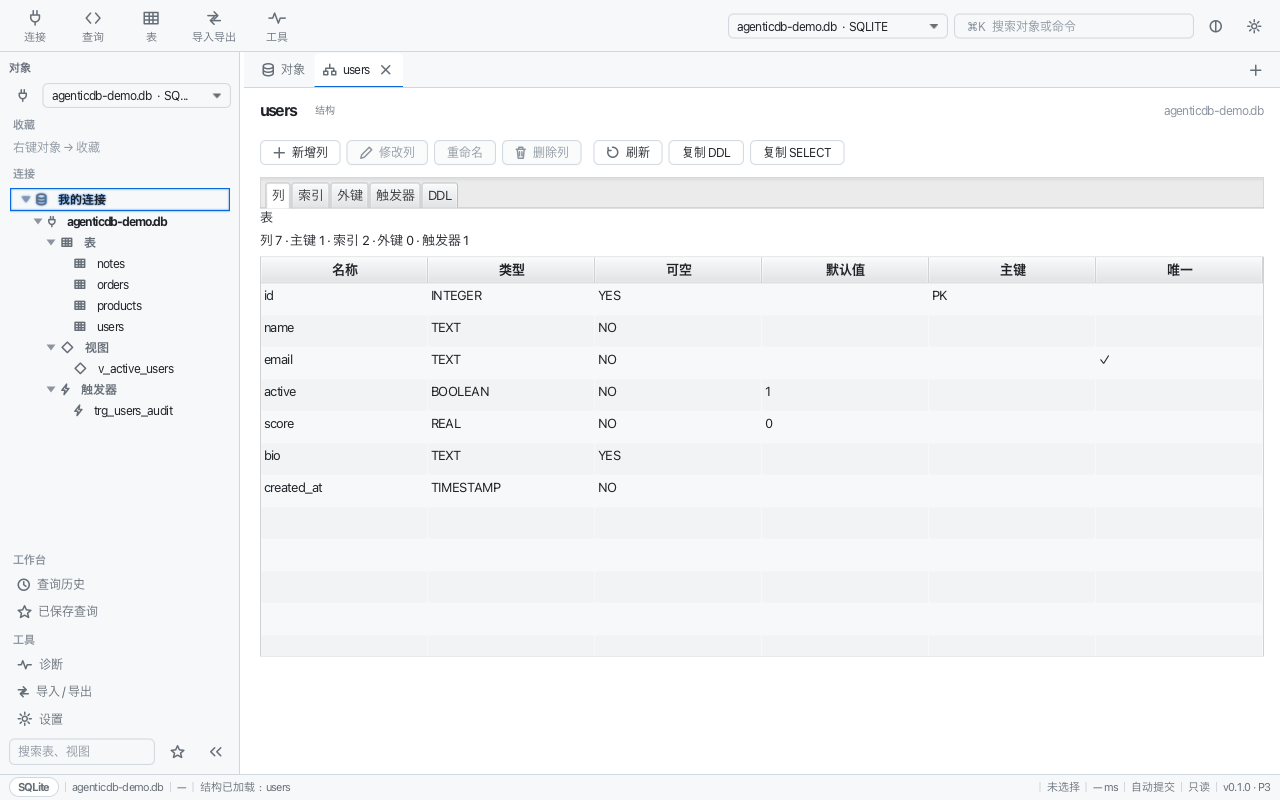 连接
查询
表
导入导出
工具
agenticdb-demo.db · SQLITE
⌘K 搜索对象或命令
对象
agenticdb-demo.db · SQ...
收藏
右键对象 → 收藏
连接
我的连接
agenticdb-demo.db
表
notes
orders
products
users
视图
v_active_users
触发器
trg_users_audit
工作台
查询历史
已保存查询
工具
诊断
导入 / 导出
设置
搜索表、视图
对象
users
users 结构
agenticdb-demo.db
新增列 修改列 重命名 删除列 刷新 复制 DDL 复制 SELECT
列 索引 外键 触发器 DDL
表
列 7 · 主键 1 · 索引 2 · 外键 0 · 触发器 1
名称 类型 可空 默认值 主键 唯一
id INTEGER YES PK
name TEXT NO
email TEXT NO ✓
active BOOLEAN NO 1
score REAL NO 0
bio TEXT YES
created_at TIMESTAMP NO
SQLite agenticdb-demo.db — 结构已加载：users
未选择 — ms 自动提交 只读 v0.1.0 · P3